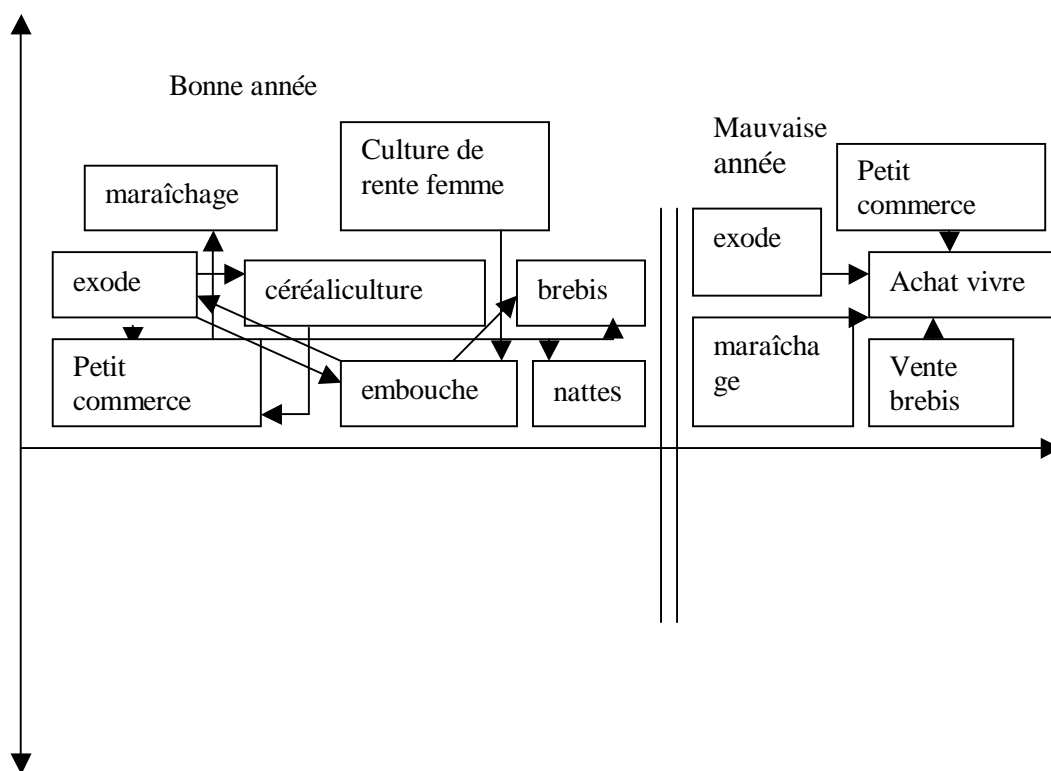 Bonne année
Culture de
rente femme
maraîchage
exode
céréaliculture
brebis
Petit
commerce
embouche
nattes
Mauvaise
année
Petit
commerce
exode
Achat vivre
maraîcha
ge
Vente
brebis